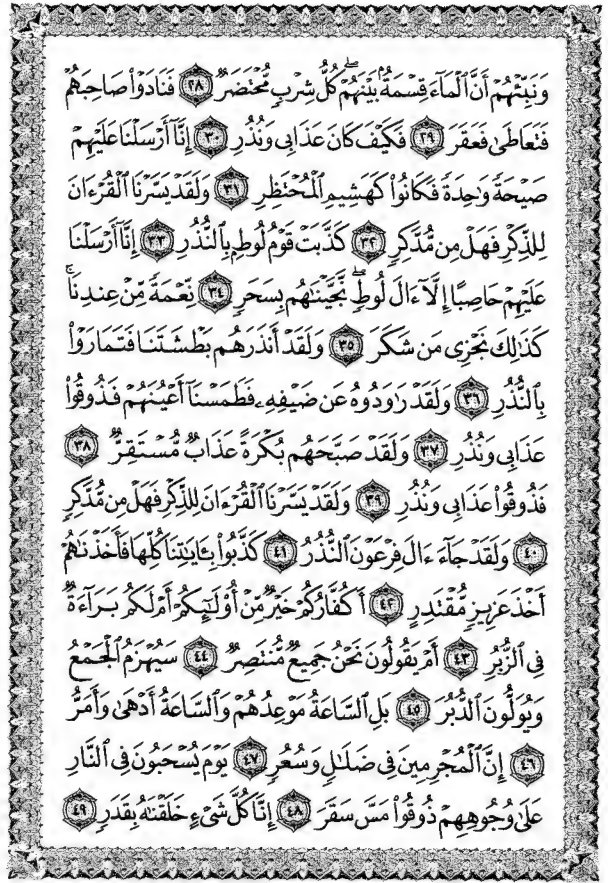 وَنَبِّئْهُمْ أَنَّ ٱلْمَآءَ قِسْمَةٌۢ بَيْنَهُمْ ۖ كُلُّ شِرْبٍ مُّحْتَضَرٌ ٢٨ فَنَادَوْا۟ صَاحِبَهُمْ
فَتَعَاطَىٰ فَعَقَرَ ٢٩ فَكَيْفَ كَانَ عَذَابِى وَنُذُرِ ٣٠ إِنَّآ أَرْسَلْنَا عَلَيْهِمْ
صَيْحَةً وَٰحِدَةً فَكَانُوا۟ كَهَشِيمِ ٱلْمُحْتَظِرِ ٣١ وَلَقَدْ يَسَّرْنَا ٱلْقُرْءَانَ
لِلذِّكْرِ فَهَلْ مِن مُّدَّكِرٍ ٣٢ كَذَّبَتْ قَوْمُ لُوطٍۭ بِٱلنُّذُرِ ٣٣ إِنَّآ أَرْسَلْنَا
عَلَيْهِمْ حَاصِبًا إِلَّآ ءَالَ لُوطٍ ۖ نَّجَّيْنَٰهُم بِسَحَرٍ ٣٤ نِّعْمَةً مِّنْ عِندِنَا ۚ
كَذَٰلِكَ نَجْزِى مَن شَكَرَ ٣٥ وَلَقَدْ أَنذَرَهُم بَطْشَتَنَا فَتَمَارَوْا۟
بِٱلنُّذُرِ ٣٦ وَلَقَدْ رَٰوَدُوهُ عَن ضَيْفِهِۦ فَطَمَسْنَآ أَعْيُنَهُمْ فَذُوقُوا۟
عَذَابِى وَنُذُرِ ٣٧ وَلَقَدْ صَبَّحَهُم بُكْرَةً عَذَابٌ مُّسْتَقِرٌّ ٣٨
فَذُوقُوا۟ عَذَابِى وَنُذُرِ ٣٩ وَلَقَدْ يَسَّرْنَا ٱلْقُرْءَانَ لِلذِّكْرِ فَهَلْ مِن مُّدَّكِرٍ
٤٠ وَلَقَدْ جَآءَ ءَالَ فِرْعَوْنَ ٱلنُّذُرُ ٤١ كَذَّبُوا۟ بِـَٔايَٰتِنَا كُلِّهَا فَأَخَذْنَٰهُمْ
أَخْذَ عَزِيزٍ مُّقْتَدِرٍ ٤٢ أَكُفَّارُكُمْ خَيْرٌ مِّنْ أُو۟لَٰٓئِكُمْ أَمْ لَكُم بَرَآءَةٌ
فِى ٱلزُّبُرِ ٤٣ أَمْ يَقُولُونَ نَحْنُ جَمِيعٌ مُّنتَصِرٌ ٤٤ سَيُهْزَمُ ٱلْجَمْعُ
وَيُوَلُّونَ ٱلدُّبُرَ ٤٥ بَلِ ٱلسَّاعَةُ مَوْعِدُهُمْ وَٱلسَّاعَةُ أَدْهَىٰ وَأَمَرُّ
٤٦ إِنَّ ٱلْمُجْرِمِينَ فِى ضَلَٰلٍ وَسُعُرٍ ٤٧ يَوْمَ يُسْحَبُونَ فِى ٱلنَّارِ
عَلَىٰ وُجُوهِهِمْ ذُوقُوا۟ مَسَّ سَقَرَ ٤٨ إِنَّا كُلَّ شَىْءٍ خَلَقْنَٰهُ بِقَدَرٍ ٤٩